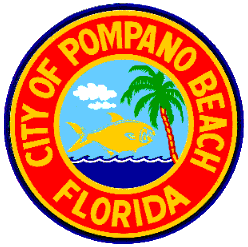 CITY OF POMPANO BEACH
FLORIDA